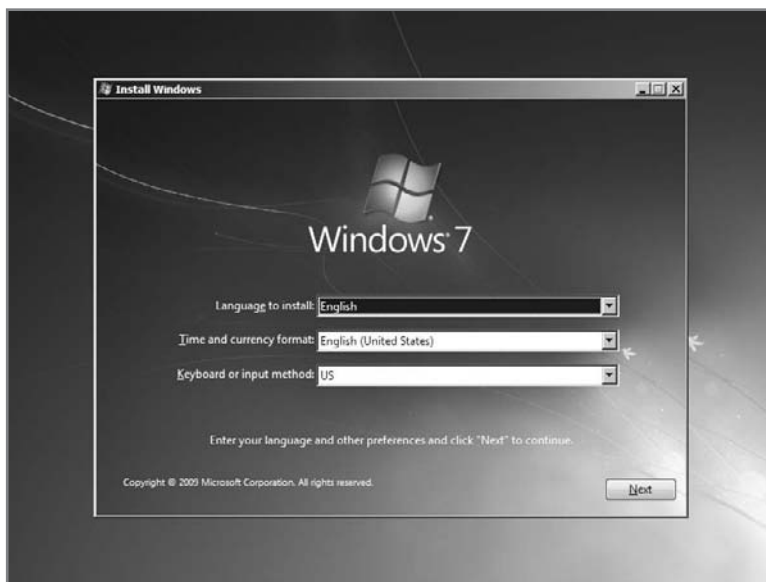 Install Windows
Windows 7
Language to install: English
Time and currency format: English (United States)
Keyboard or input method: US
Enter your language and other preferences and click "Next" to continue.
Copyright © 2009 Microsoft Corporation. All rights reserved.
Next